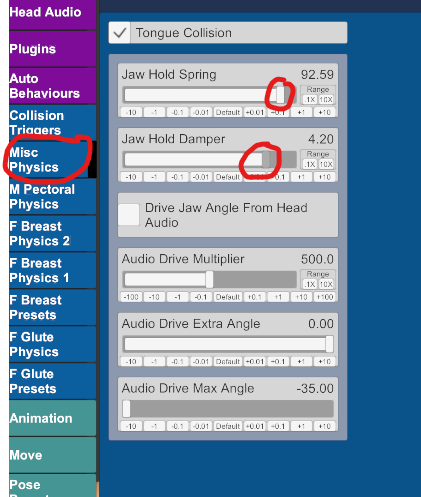 Head Audio
Plugins
Auto
Behaviours
Collision
Triggers
Misc
Physics
M Pectoral
Physics
F Breast
Physics 2
F Breast
Physics 1
F Breast
Presets
F Glute
Physics
F Glute
Presets
Animation
Move
Pose
Tongue Collision
Jaw Hold Spring 92.59
Range
.1X 10X
-10 -1 -0.1 -0.01 Default +0.01 +0.1 +1 +10
Jaw Hold Damper 4.20
Range
.1X 10X
-10 -1 -0.1 -0.01 Default +0.01 +0.1 +1 +10
Drive Jaw Angle From Head
Audio
Audio Drive Multiplier 500.0
Range
.1X 10X
-100 -10 -1 -0.1 Default +0.1 +1 +10 +100
Audio Drive Extra Angle 0.00
-10 -1 -0.1 -0.01 Default +0.01 +0.1 +1 +10
Audio Drive Max Angle -35.00
-10 -1 -0.1 -0.01 Default +0.01 +0.1 +1 +10